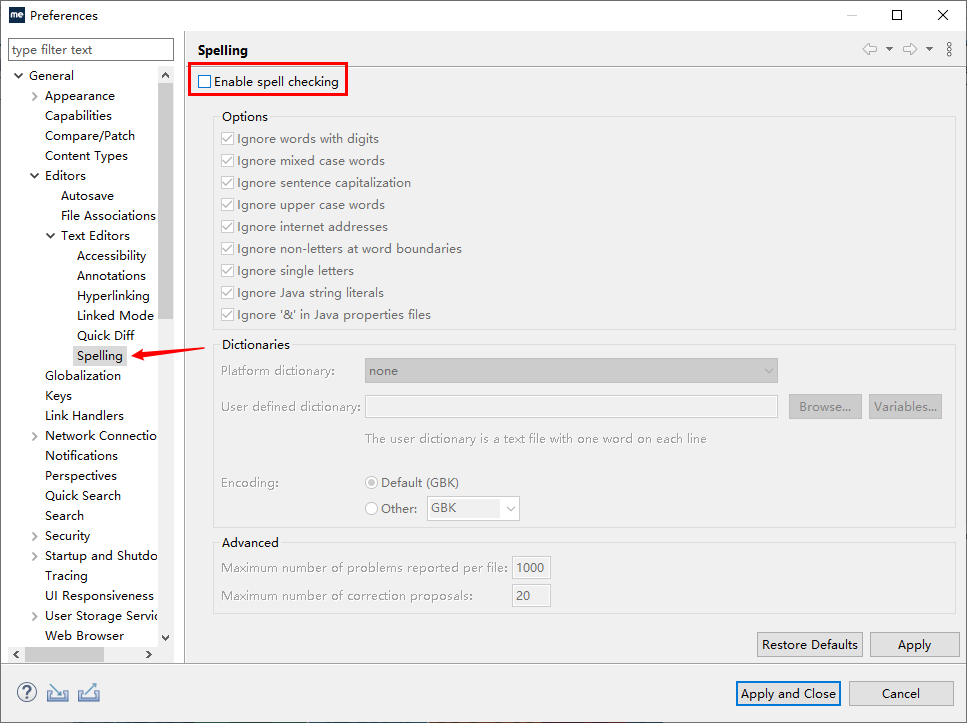 me Preferences
type filter text
General
Appearance
Capabilities
Compare/Patch
Content Types
Editors
Autosave
File Associations
Text Editors
Accessibility
Annotations
Hyperlinking
Linked Mode
Quick Diff
Spelling
Globalization
Keys
Link Handlers
Network Connectio
Notifications
Perspectives
Quick Search
Search
Security
Startup and Shutdo
Tracing
UI Responsiveness
User Storage Servic
Web Browser
Spelling
Enable spell checking
Options
Ignore words with digits
Ignore mixed case words
Ignore sentence capitalization
Ignore upper case words
Ignore internet addresses
Ignore non-letters at word boundaries
Ignore single letters
Ignore Java string literals
Ignore '&' in Java properties files
Dictionaries
Platform dictionary: none
User defined dictionary: Browse... Variables...
The user dictionary is a text file with one word on each line
Encoding: Default (GBK)
Other: GBK
Advanced
Maximum number of problems reported per file: 1000
Maximum number of correction proposals: 20
Restore Defaults Apply
? Apply and Close Cancel